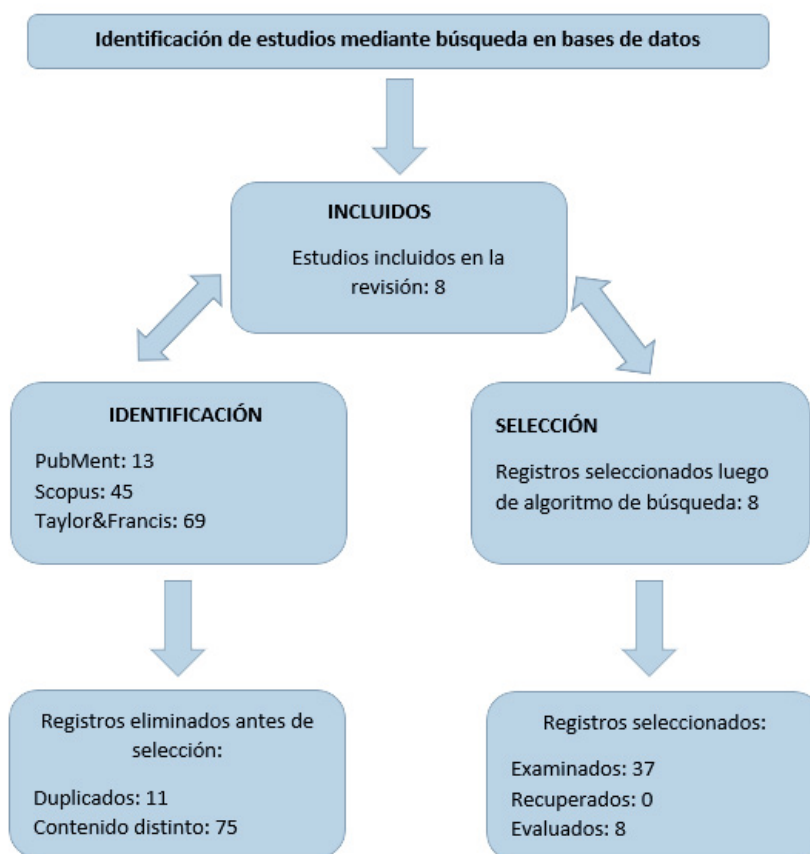 Identificación de estudios mediante búsqueda en bases de datos
INCLUIDOS
Estudios incluidos en la
revisión: 8
IDENTIFICACIÓN
PubMent: 13
Scopus: 45
Taylor&Francis: 69
SELECCIÓN
Registros seleccionados luego
de algoritmo de búsqueda: 8
Registros eliminados antes de
selección:
Duplicados: 11
Contenido distinto: 75
Registros seleccionados:
Examinados: 37
Recuperados: 0
Evaluados: 8